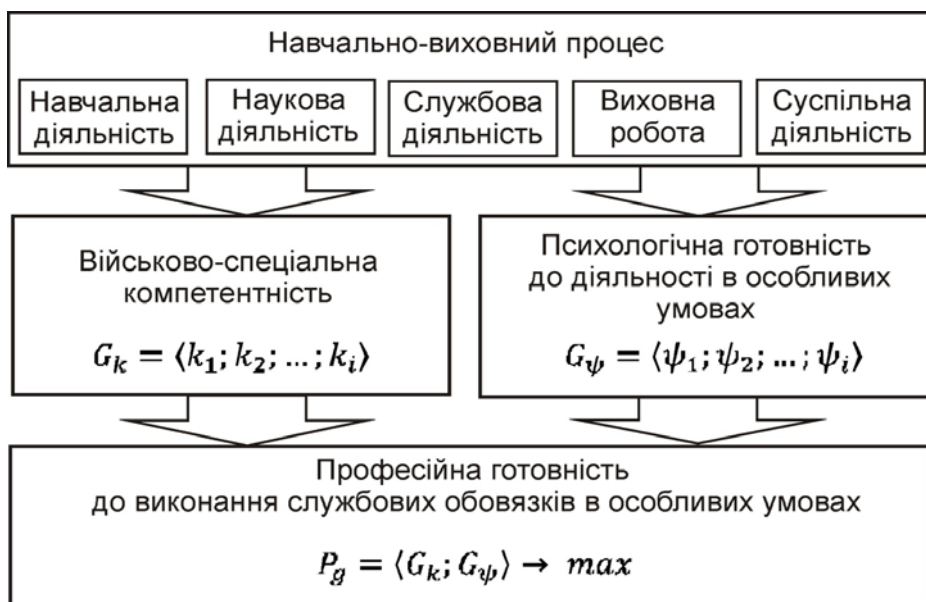 Навчально-виховний процес
Навчальна
діяльність
Наукова
діяльність
Службова
діяльність
Виховна
робота
Суспільна
діяльність
Військово-спеціальна
компетентність
G_k = ⟨k_1; k_2; …; k_i⟩
Психологічна готовність
до діяльності в особливих
умовах
G_ψ = ⟨ψ_1; ψ_2; …; ψ_i⟩
Професійна готовність
до виконання службових обовязків в особливих умовах
P_g = ⟨G_k; G_ψ⟩ → max